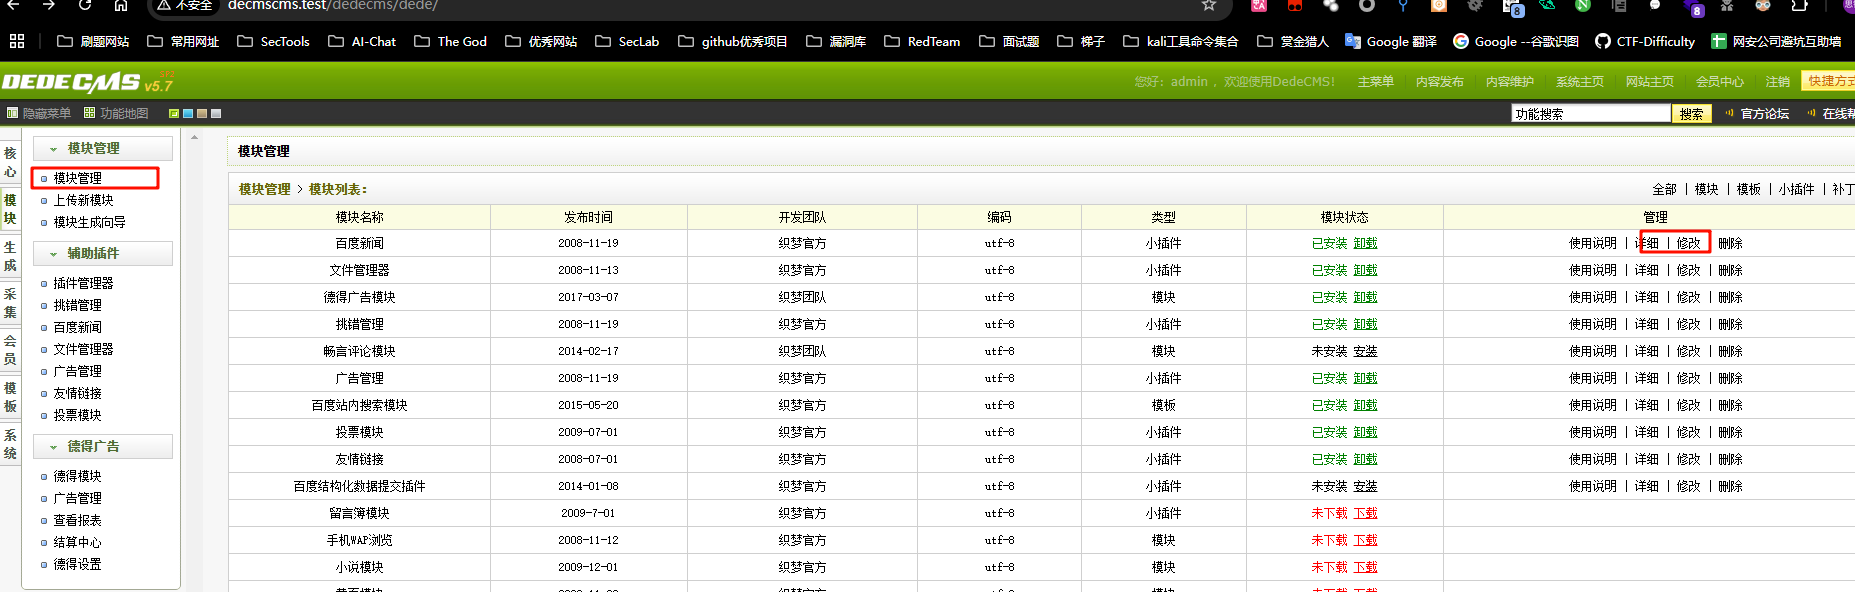 不安全 decmscms.test/dedecms/dede/
刷题网站 常用网址 SecTools AI-Chat The God 优秀网站 SecLab github优秀项目 漏洞库 RedTeam 面试题 梯子 kali工具命令集合 赏金猎人 Google 翻译 Google --谷歌识图 CTF-Difficulty 网安公司避坑互助墙
DEDECMS v5.7 您好: admin ，欢迎使用DedeCMS! 主菜单 内容发布 内容维护 系统主页 网站主页 会员中心 注销 快捷方式
隐藏菜单 功能地图 功能搜索 搜索 官方论坛 在线帮
核心
模块
生成
采集
会员
模板
系统
模块管理
模块管理
上传新模块
模块生成向导
辅助插件
插件管理器
挑错管理
百度新闻
文件管理器
广告管理
友情链接
投票模块
德得广告
德得模块
广告管理
查看报表
结算中心
德得设置
模块管理
模块管理 > 模块列表: 全部 | 模块 | 模板 | 小插件 | 补丁
模块名称 发布时间 开发团队 编码 类型 模块状态 管理
百度新闻 2008-11-19 织梦官方 utf-8 小插件 已安装 卸载 使用说明 | 详细 | 修改 | 删除
文件管理器 2008-11-13 织梦官方 utf-8 小插件 已安装 卸载 使用说明 | 详细 | 修改 | 删除
德得广告模块 2017-03-07 织梦团队 utf-8 模块 已安装 卸载 使用说明 | 详细 | 修改 | 删除
挑错管理 2008-11-19 织梦官方 utf-8 小插件 已安装 卸载 使用说明 | 详细 | 修改 | 删除
畅言评论模块 2014-02-17 织梦团队 utf-8 模块 未安装 安装 使用说明 | 详细 | 修改 | 删除
广告管理 2008-11-19 织梦官方 utf-8 小插件 已安装 卸载 使用说明 | 详细 | 修改 | 删除
百度站内搜索模块 2015-05-20 织梦官方 utf-8 模板 已安装 卸载 使用说明 | 详细 | 修改 | 删除
投票模块 2009-07-01 织梦官方 utf-8 小插件 已安装 卸载 使用说明 | 详细 | 修改 | 删除
友情链接 2008-07-01 织梦官方 utf-8 小插件 已安装 卸载 使用说明 | 详细 | 修改 | 删除
百度结构化数据提交插件 2014-01-08 织梦官方 utf-8 小插件 未安装 安装 使用说明 | 详细 | 修改 | 删除
留言簿模块 2009-7-01 织梦官方 utf-8 小插件 未下载 下载
手机WAP浏览 2008-11-12 织梦官方 utf-8 模块 未下载 下载
小说模块 2009-12-01 织梦官方 utf-8 模块 未下载 下载